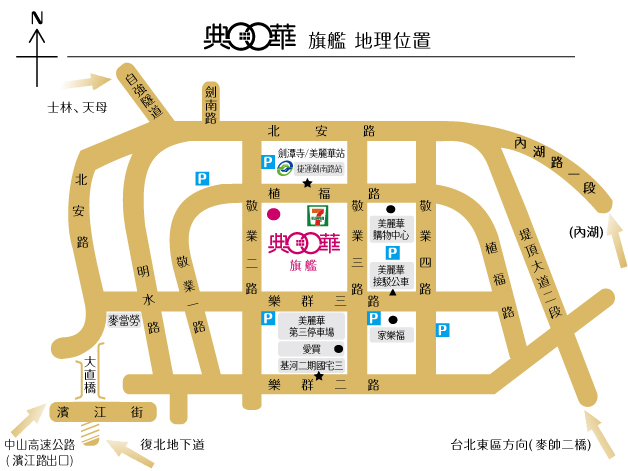 N
典華 旗艦 地理位置
士林、天母
自強隧道
劍南路
北安路
內湖路一段
(內湖)
P
劍潭寺/美麗華站
捷運劍南路站
北安路
植福路
敬業二路
敬業三路
敬業四路
7 ELEVEN
典華
旗艦
美麗華
購物中心
P
美麗華
接駁公車
植福路
堤頂大道二段
明水路
敬業一路
樂群三路
麥當勞
P
美麗華
第三停車場
愛買
基河二期國宅三
P
家樂福
P
大直橋
樂群二路
濱江街
中山高速公路
(濱江路出口)
復北地下道
台北東區方向(麥帥二橋)
P